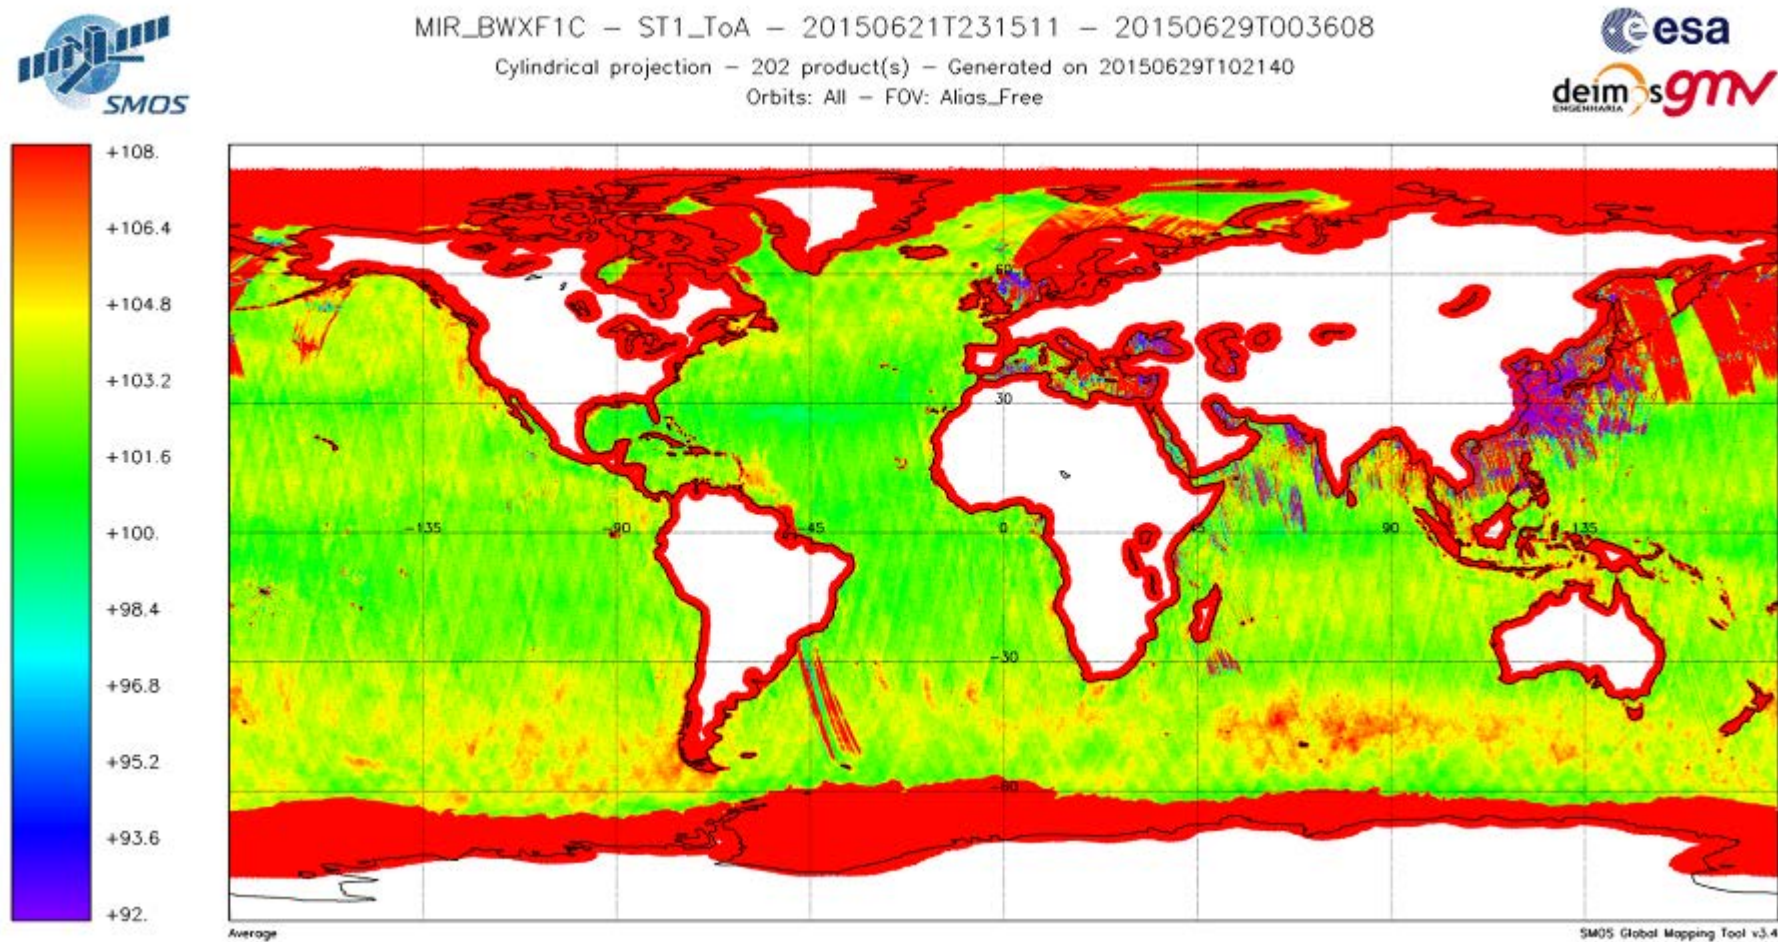 MIR_BWXF1C – ST1_ToA – 20150621T231511 – 20150629T003608
Cylindrical projection – 202 product(s) – Generated on 20150629T102140
Orbits: All – FOV: Alias_Free
SMOS
esa
deimos
ENGENHARIA
gmv
+108.
+106.4
+104.8
+103.2
+101.6
+100.
+98.4
+96.8
+95.2
+93.6
+92.
60
30
-135
-90
-45
0
45
90
135
-30
-60
Average
SMOS Global Mapping Tool v3.4